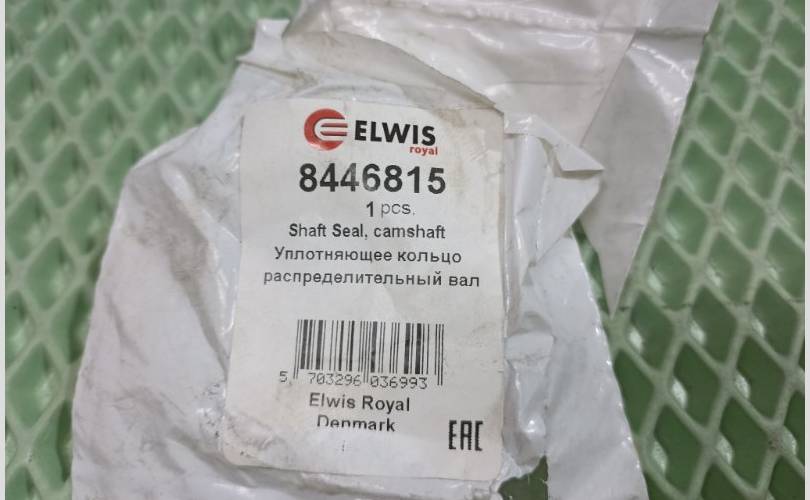 ELWIS
royal
8446815
1 pcs.
Shaft Seal, camshaft
Уплотняющее кольцо
распределительный вал
5 703296 036993
Elwis Royal
Denmark
EAC